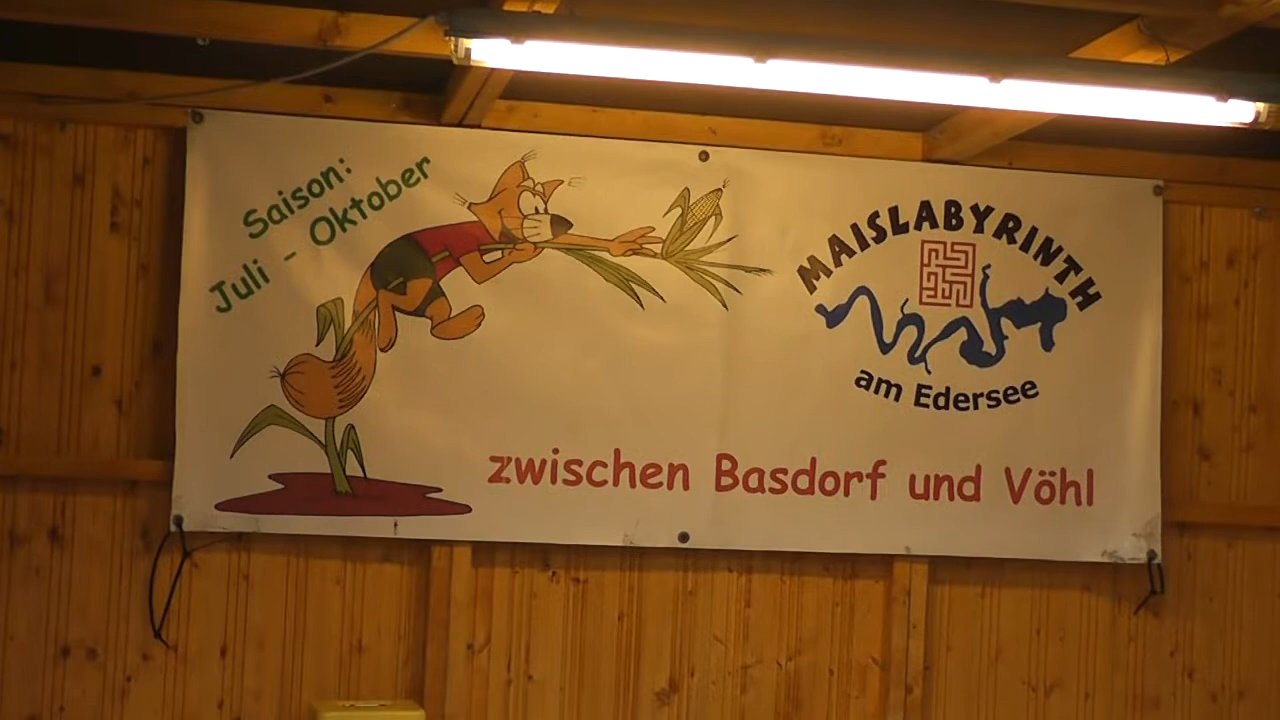 Saison:
Juli - Oktober
MAISLABYRINTH
am Edersee
zwischen Basdorf und Vöhl